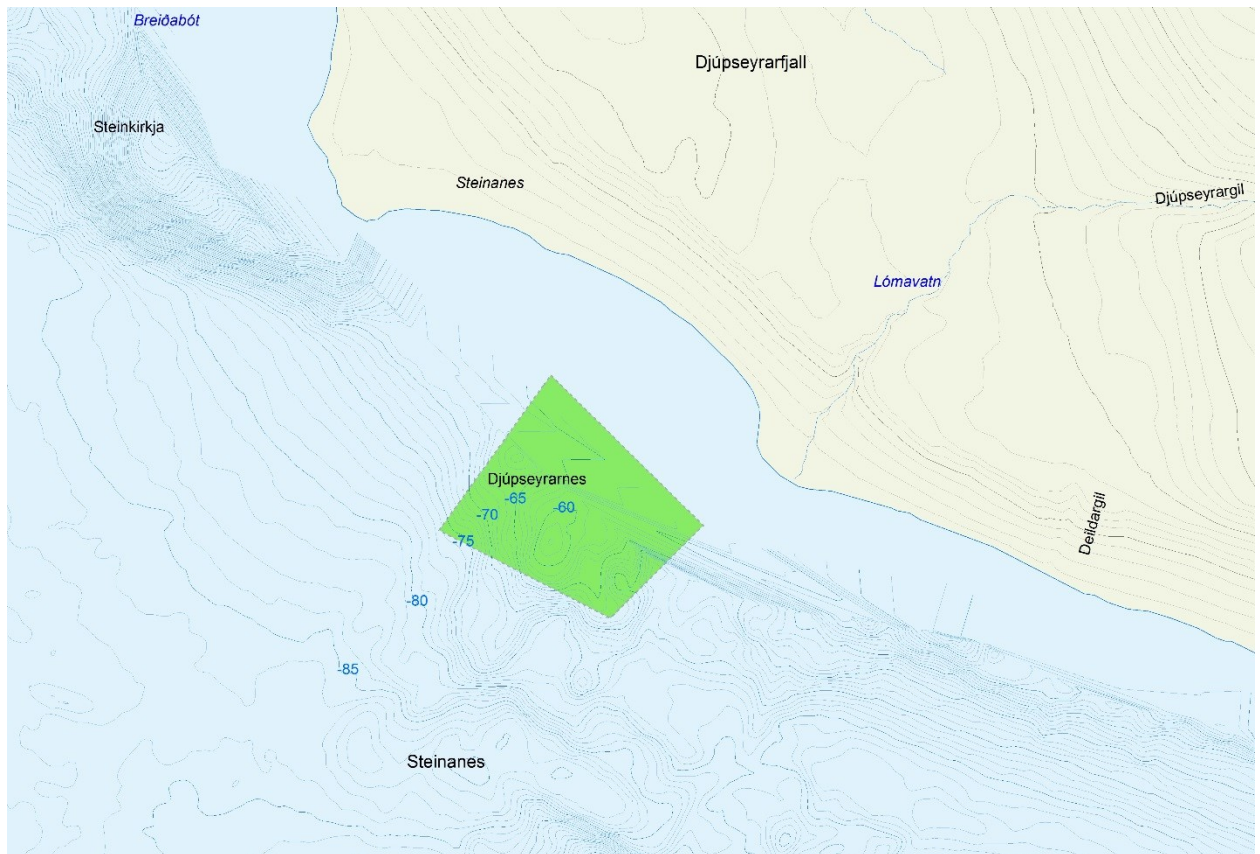 Breiðabót
Djúpseyrarfjall
Steinkirkja
Steinanes
Djúpseyrargil
Lómavatn
Djúpseyrarnes
-65
-60
-70
Deildargil
-75
-80
-85
Steinanes